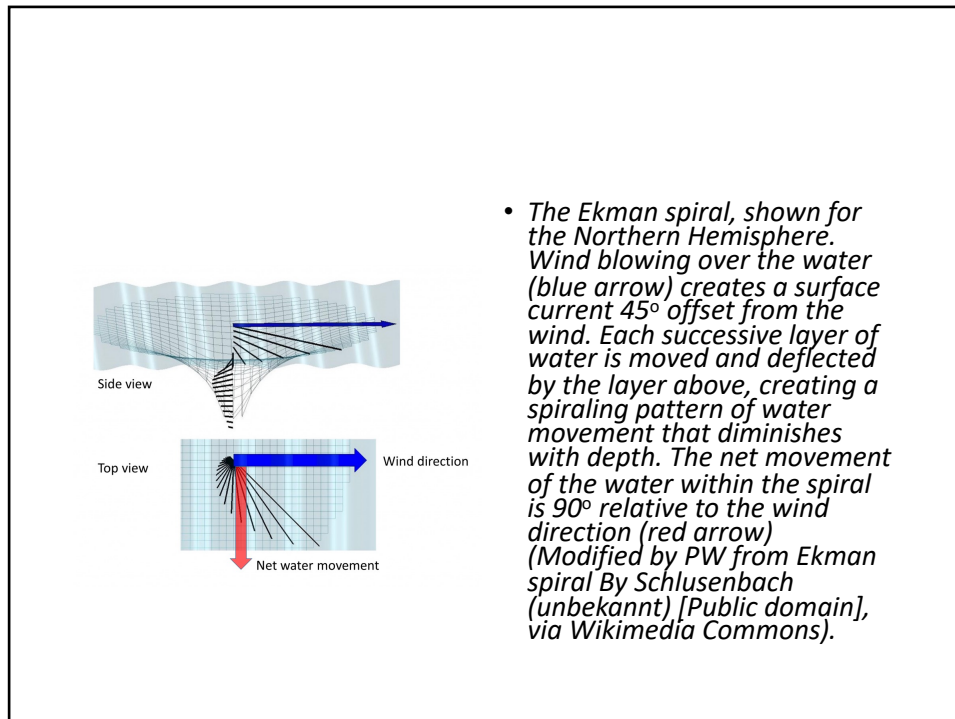 Side view
Top view
Wind direction
Net water movement
• The Ekman spiral, shown for
the Northern Hemisphere.
Wind blowing over the water
(blue arrow) creates a surface
current 45o offset from the
wind. Each successive layer of
water is moved and deflected
by the layer above, creating a
spiraling pattern of water
movement that diminishes
with depth. The net movement
of the water within the spiral
is 90o relative to the wind
direction (red arrow)
(Modified by PW from Ekman
spiral By Schlusenbach
(unbekannt) [Public domain],
via Wikimedia Commons).